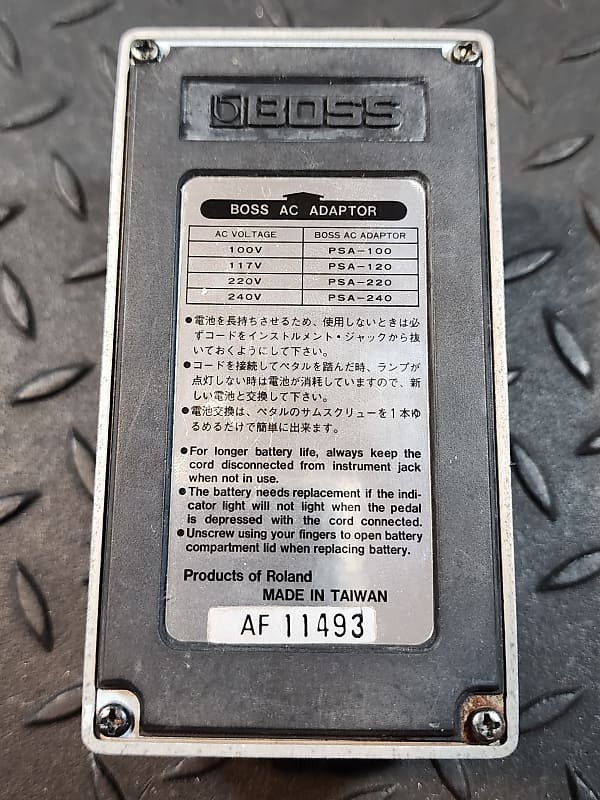 BOSS
BOSS AC ADAPTOR
AC VOLTAGE BOSS AC ADAPTOR
100V PSA-100
117V PSA-120
220V PSA-220
240V PSA-240
●電池を長持ちさせるため、使用しないときは必
ずコードをインストルメント・ジャックから抜
いておくようにして下さい。
●コードを接続してペタルを踏んだ時、ランプが
点灯しない時は電池が消耗していますので、新
しい電池と交換して下さい。
●電池交換は、ペタルのサムスクリューを1本ゆ
るめるだけで簡単に出来ます。
●For longer battery life, always keep the
cord disconnected from instrument jack
when not in use.
●The battery needs replacement if the indi-
cator light will not light when the pedal
is depressed with the cord connected.
●Unscrew using your fingers to open battery
compartment lid when replacing battery.
Products of Roland
MADE IN TAIWAN
AF 11493